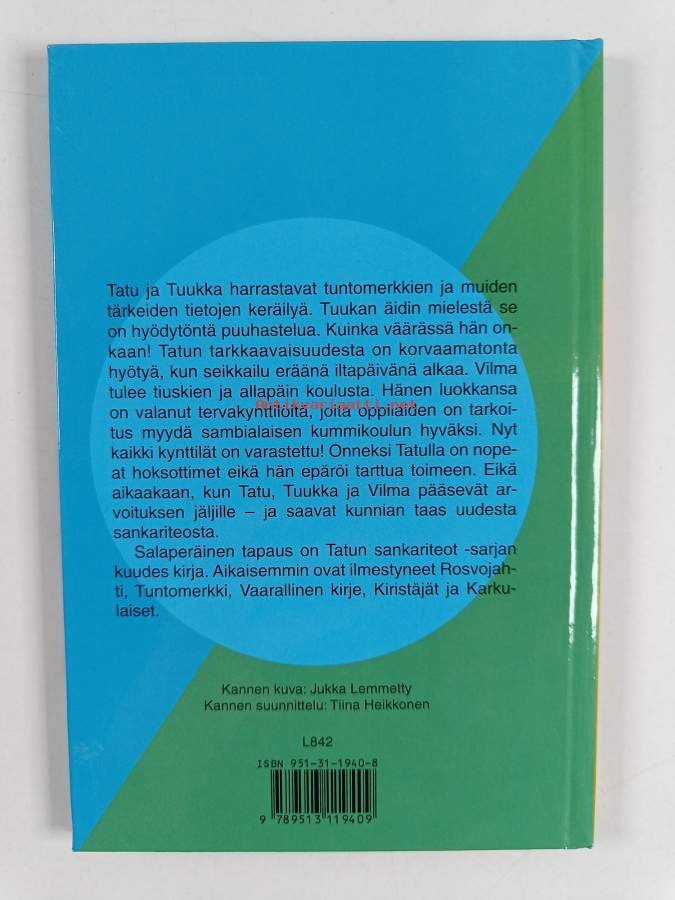 Tatu ja Tuukka harrastavat tuntomerkkien ja muiden
tärkeiden tietojen keräilyä. Tuukan äidin mielestä se
on hyödytöntä puuhastelua. Kuinka väärässä hän on-
kaan! Tatun tarkkaavaisuudesta on korvaamatonta
hyötyä, kun seikkailu eräänä iltapäivänä alkaa. Vilma
tulee tiuskien ja allapäin koulusta. Hänen luokkansa
Antikvariaatti.net
on valanut tervakynttilöitä, joita oppilaiden on tarkoi-
tus myydä sambialaisen kummikoulun hyväksi. Nyt
kaikki kynttilät on varastettu! Onneksi Tatulla on nope-
at hoksottimet eikä hän epäröi tarttua toimeen. Eikä
aikaakaan, kun Tatu, Tuukka ja Vilma pääsevät ar-
voituksen jäljille – ja saavat kunnian taas uudesta
sankariteosta.
Salaperäinen tapaus on Tatun sankariteot -sarjan
kuudes kirja. Aikaisemmin ovat ilmestyneet Rosvojah-
ti, Tuntomerkki, Vaarallinen kirje, Kiristäjät ja Karku-
laiset.
Kannen kuva: Jukka Lemmetty
Kannen suunnittelu: Tiina Heikkonen
L842
ISBN 951-31-1940-8
9 789513 119409